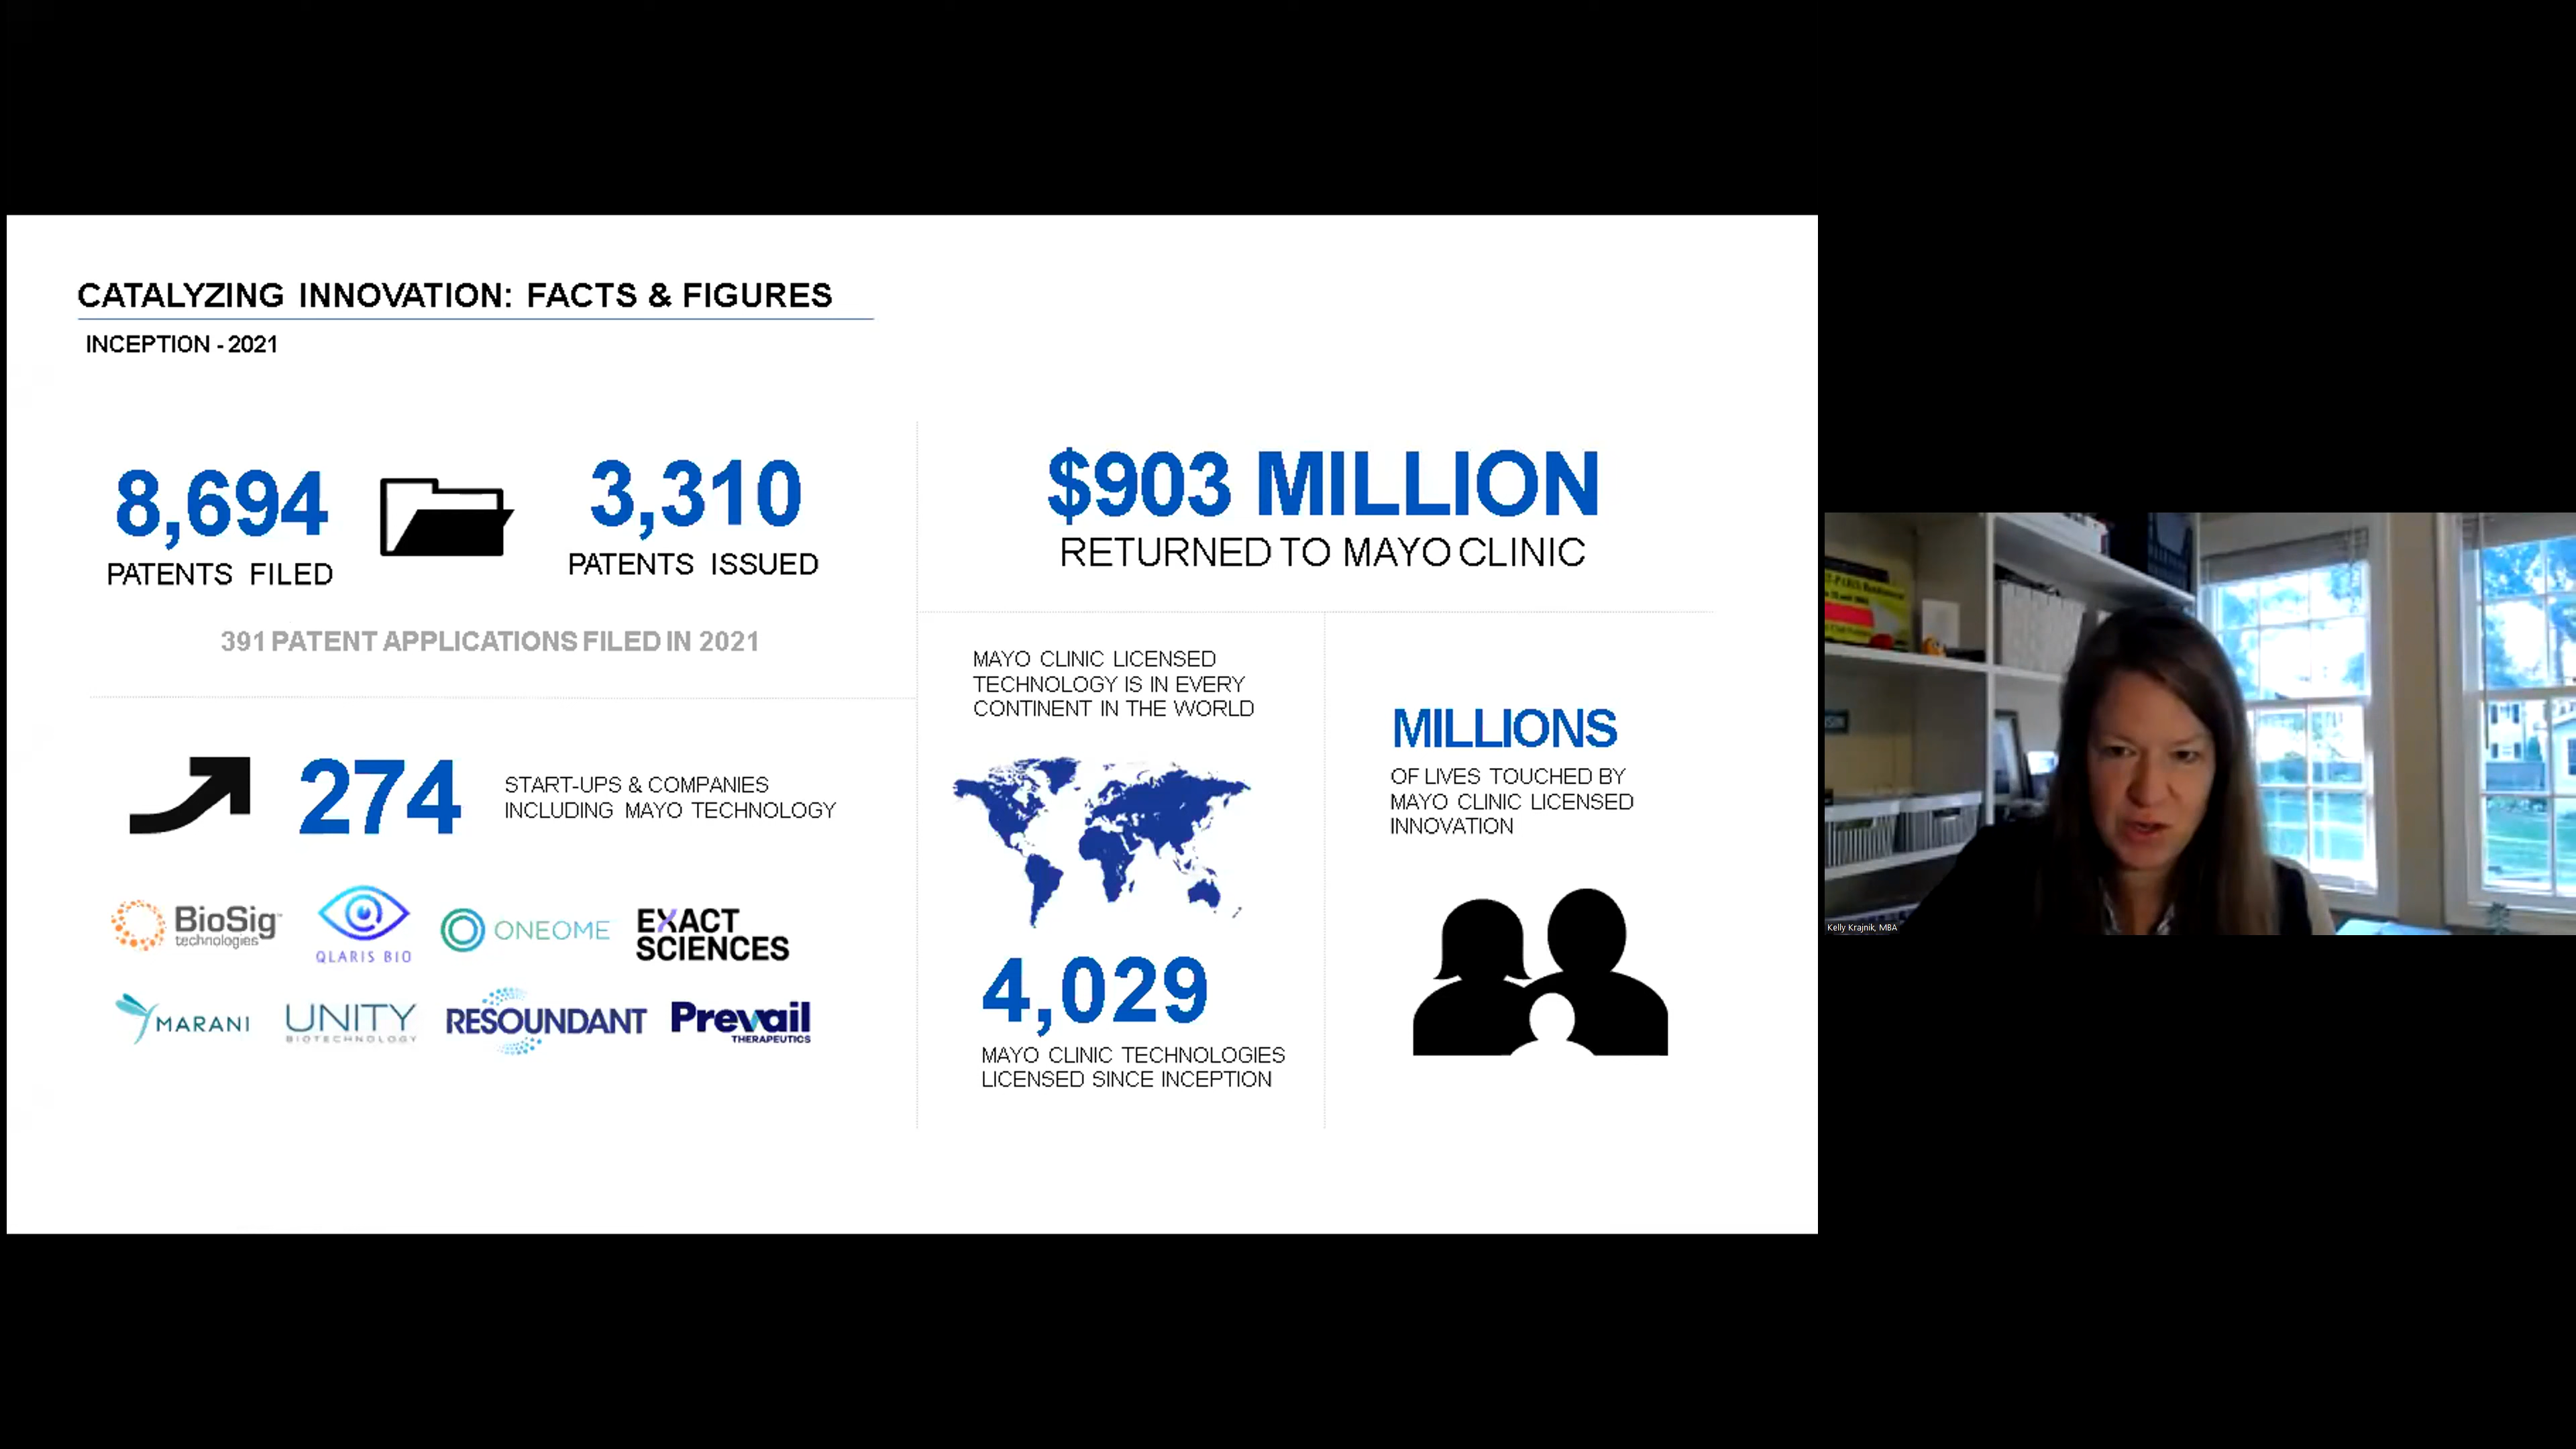 CATALYZING INNOVATION: FACTS & FIGURES
INCEPTION - 2021
8,694
PATENTS FILED
3,310
PATENTS ISSUED
391 PATENT APPLICATIONS FILED IN 2021
$903 MILLION
RETURNED TO MAYO CLINIC
274
START-UPS & COMPANIES
INCLUDING MAYO TECHNOLOGY
BioSig
technologies
QLARIS BIO
ONEOME
EXACT
SCIENCES
MARANI
UNITY
BIOTECHNOLOGY
RESOUNDANT
Prevail
THERAPEUTICS
MAYO CLINIC LICENSED
TECHNOLOGY IS IN EVERY
CONTINENT IN THE WORLD
4,029
MAYO CLINIC TECHNOLOGIES
LICENSED SINCE INCEPTION
MILLIONS
OF LIVES TOUCHED BY
MAYO CLINIC LICENSED
INNOVATION
Kelly Krajnik, MBA